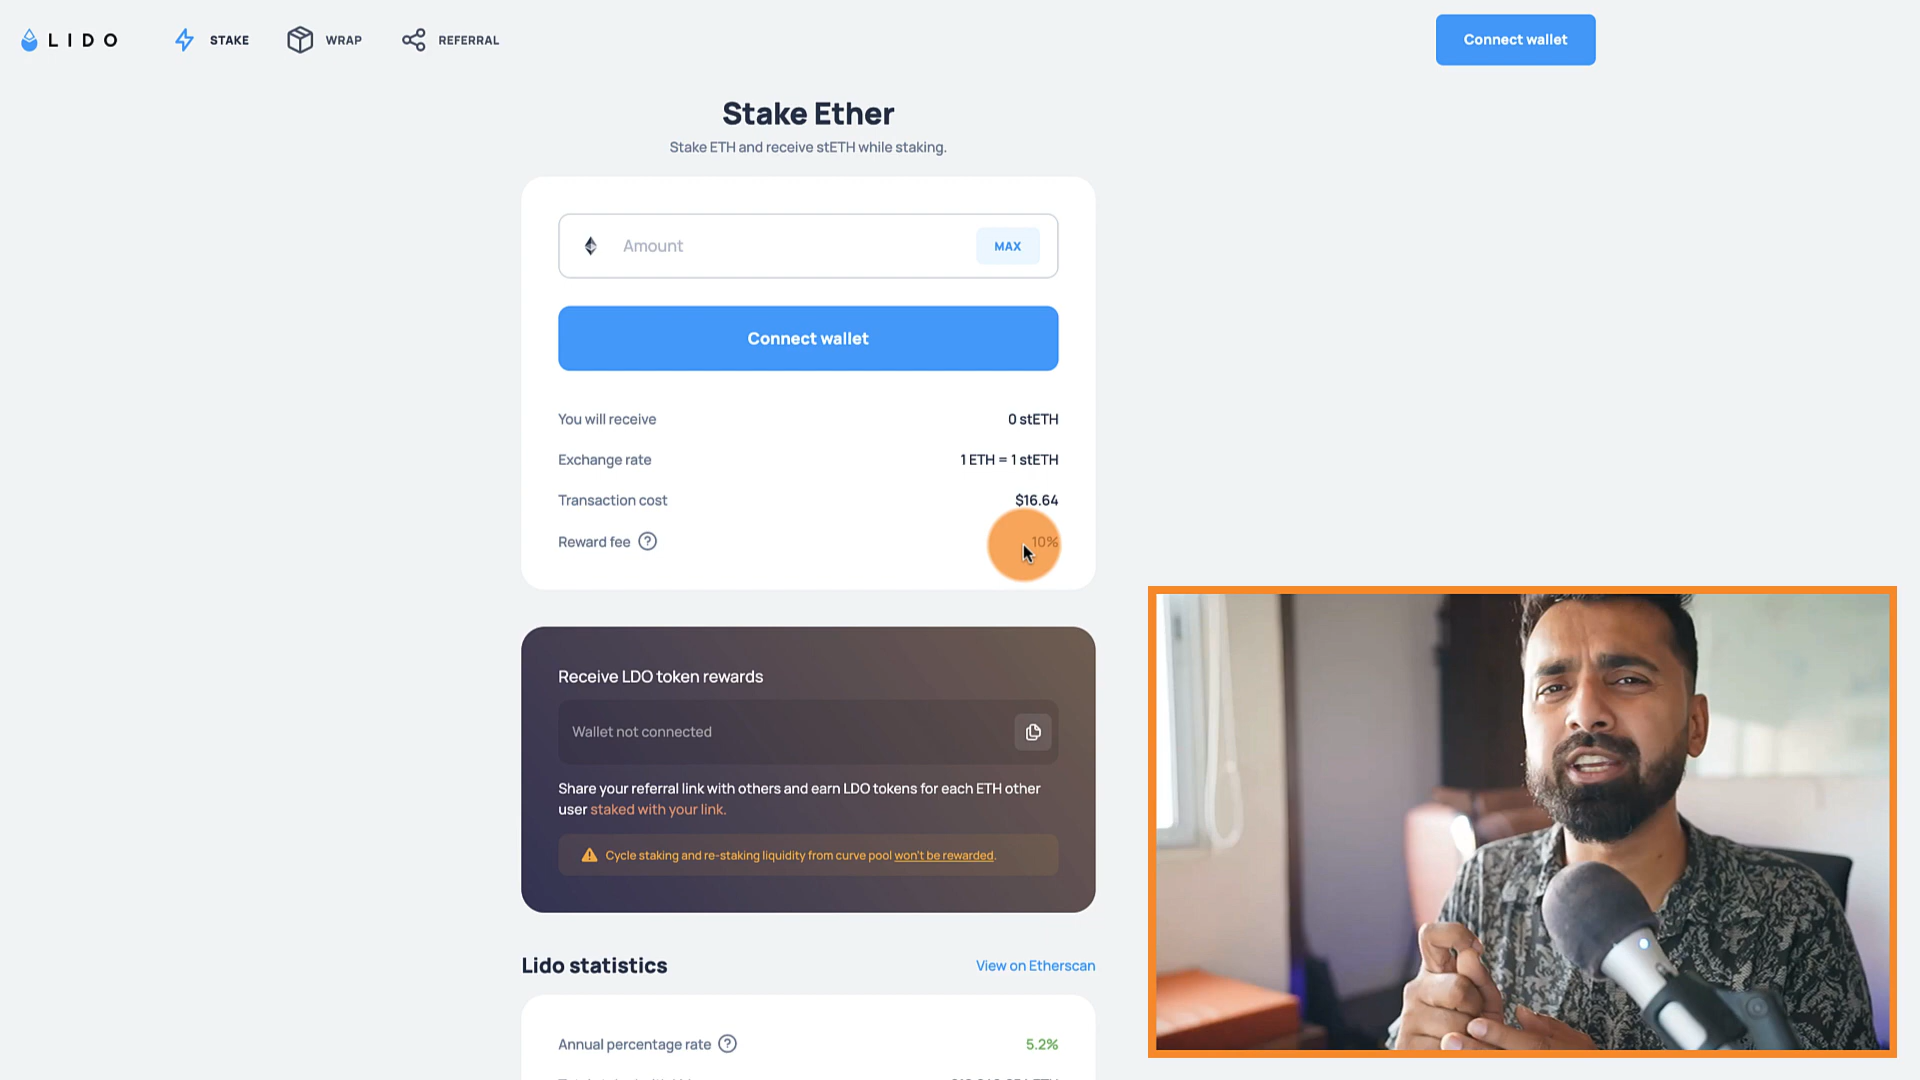 LIDO
STAKE
WRAP
REFERRAL
Connect wallet
Stake Ether
Stake ETH and receive stETH while staking.
Amount
MAX
Connect wallet
You will receive
0 stETH
Exchange rate
1 ETH = 1 stETH
Transaction cost
$16.64
Reward fee
10%
Receive LDO token rewards
Wallet not connected
Share your referral link with others and earn LDO tokens for each ETH other
user staked with your link.
Cycle staking and re-staking liquidity from curve pool won't be rewarded.
Lido statistics
View on Etherscan
Annual percentage rate
5.2%